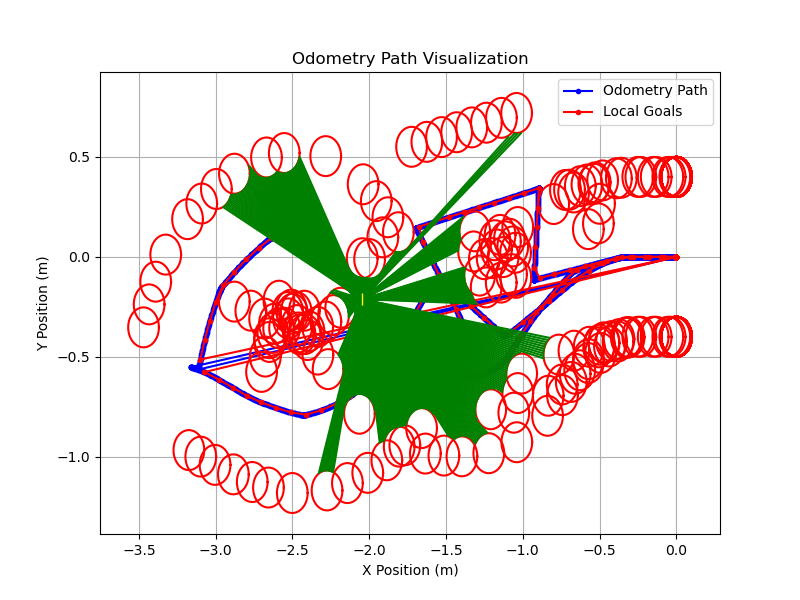 Odometry Path Visualization
Odometry Path
Local Goals
Y Position (m)
0.5
0.0
−0.5
−1.0
−3.5 −3.0 −2.5 −2.0 −1.5 −1.0 −0.5 0.0
X Position (m)